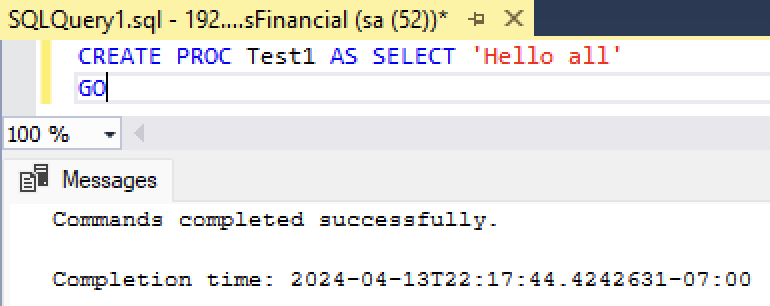 SQLQuery1.sql - 192....sFinancial (sa (52))*
CREATE PROC Test1 AS SELECT 'Hello all'
GO
100 %
Messages
Commands completed successfully.
Completion time: 2024-04-13T22:17:44.4242631-07:00